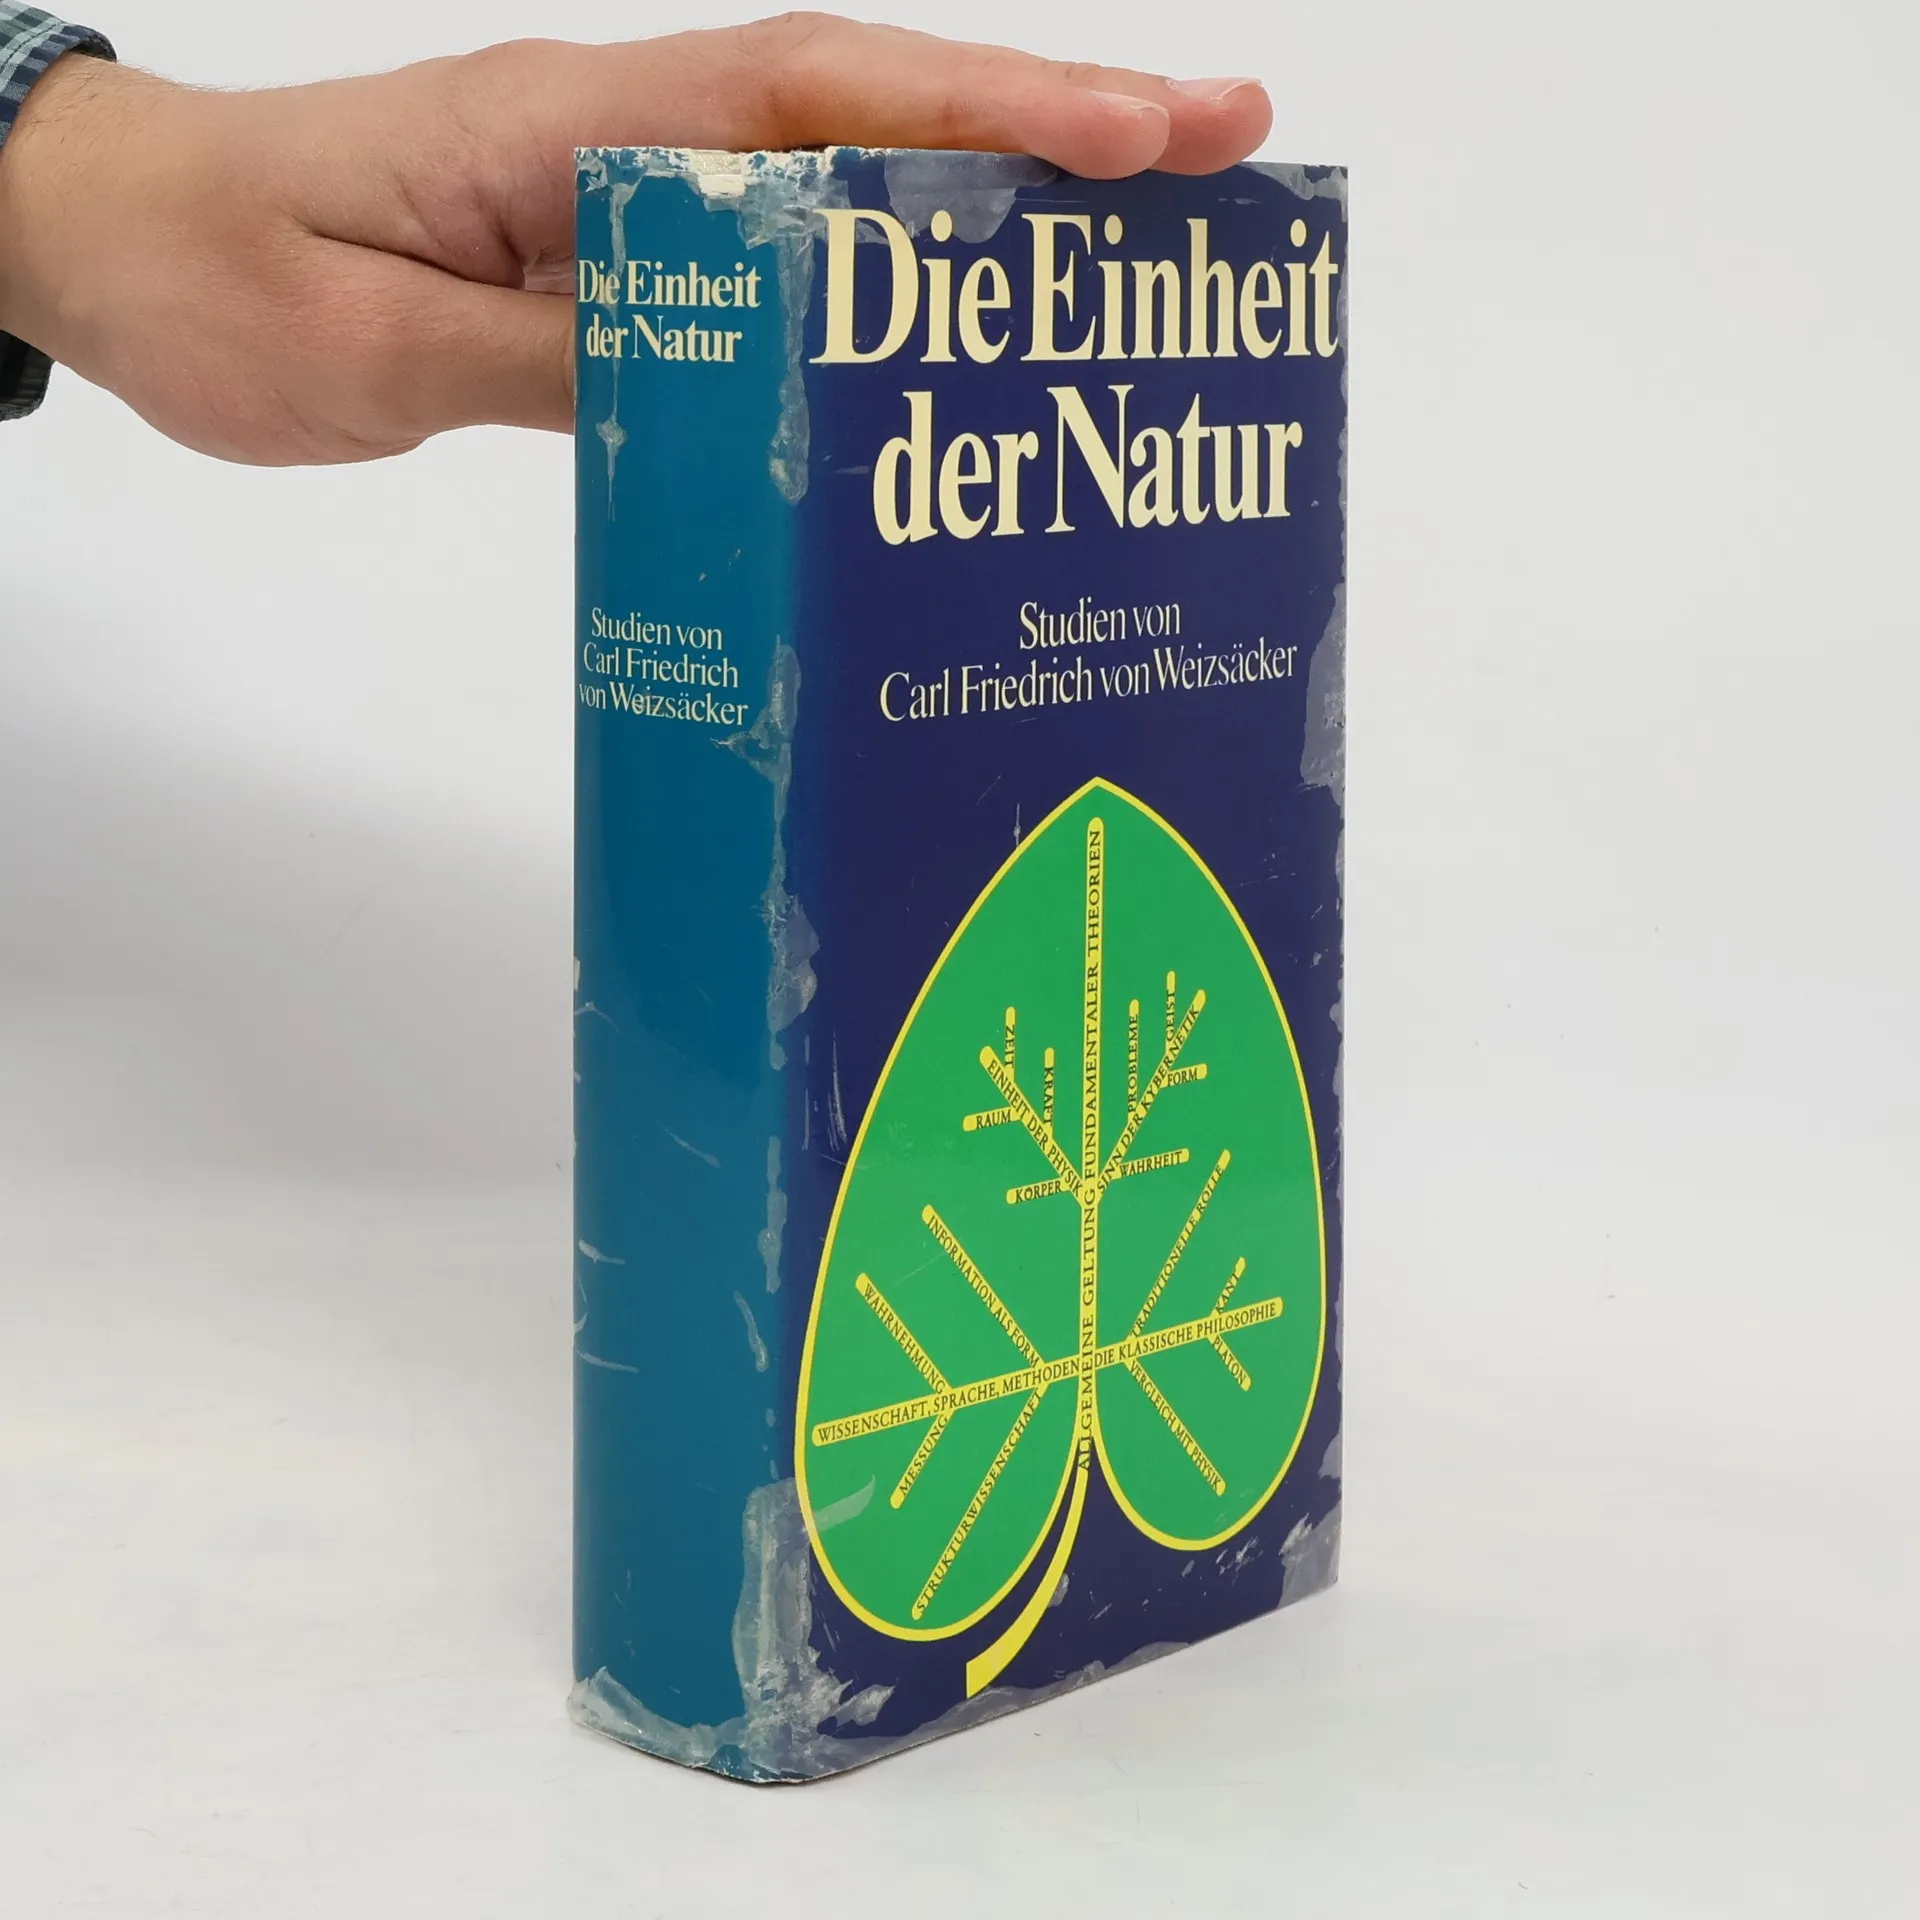 Die Einheit
der Natur
Studien von
Carl Friedrich
von Weizsäcker
Die Einheit
der Natur
Studien von
Carl Friedrich von Weizsäcker
ALLGEMEINE GELTUNG FUNDAMENTALER THEORIEN
ZEIT
KRAFT
EINHEIT DER PHYSIK
RAUM
KÖRPER
PROBLEME
GEIST
SINN DER KYBERNETIK
FORM
WAHRHEIT
INFORMATION ALS FORM
WAHRNEHMUNG
WISSENSCHAFT, SPRACHE, METHODEN
MESSUNG
STRUKTURWISSENSCHAFT
TRADITIONELLE ROLLE
KANT
DIE KLASSISCHE PHILOSOPHIE
PLATON
VERGLEICH MIT PHYSIK